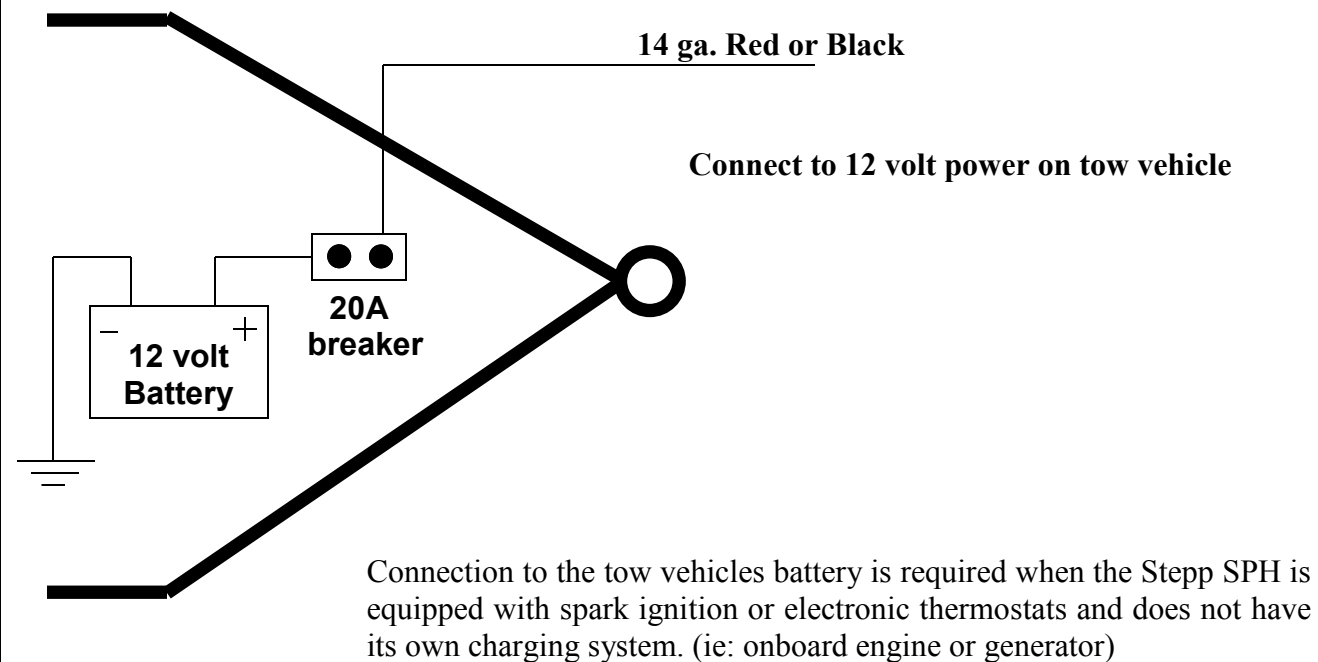 14 ga. Red or Black
Connect to 12 volt power on tow vehicle
20A
breaker
- +
12 volt
Battery
Connection to the tow vehicles battery is required when the Stepp SPH is
equipped with spark ignition or electronic thermostats and does not have
its own charging system. (ie: onboard engine or generator)